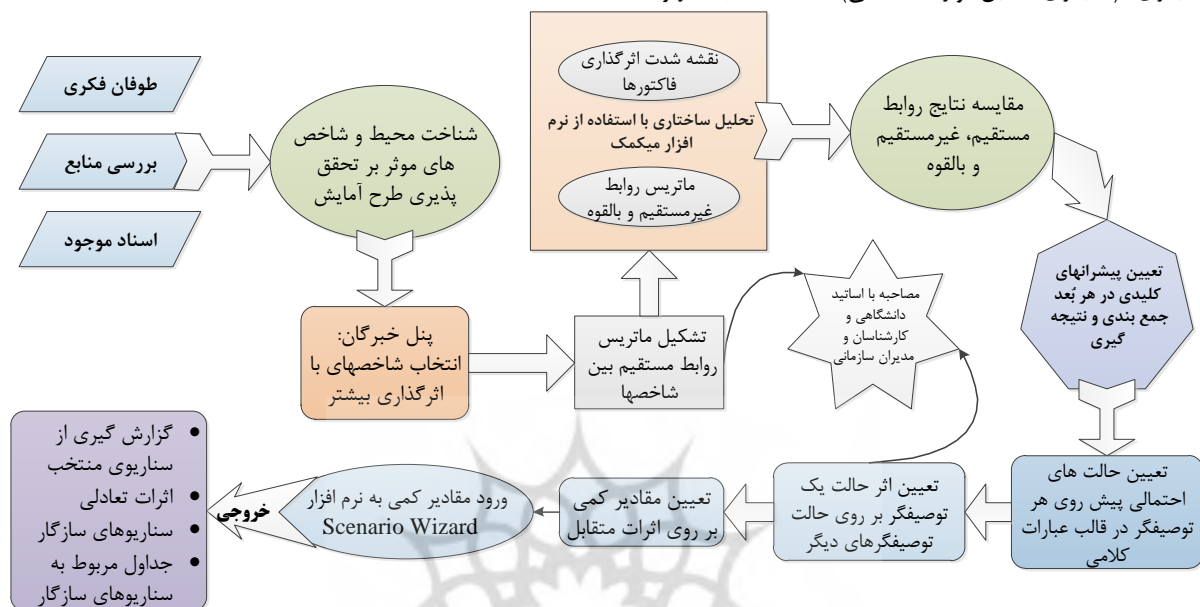 طوفان فکری
بررسی منابع
اسناد موجود
شناخت محیط و شاخص
های موثر بر تحقق
پذیری طرح آمایش
پنل خبرگان:
انتخاب شاخصهای با
اثرگذاری بیشتر
تشکیل ماتریس
روابط مستقیم بین
شاخصها
نقشه شدت اثرگذاری
فاکتورها
تحلیل ساختاری با استفاده از نرم
افزار میکمک
ماتریس روابط
غیرمستقیم و بالقوه
مقایسه نتایج روابط
مستقیم، غیرمستقیم
و بالقوه
مصاحبه با اساتید
دانشگاهی و
کارشناسان و
مدیران سازمانی
تعیین پیشرانهای
کلیدی در هر بُعد
جمع بندی و نتیجه
گیری
تعیین حالت های
احتمالی پیش روی هر
توصیفگر در قالب عبارات
کلامی
تعیین اثر حالت یک
توصیفگر بر روی حالت
توصیفگرهای دیگر
تعیین مقادیر کمی
بر روی اثرات متقابل
ورود مقادیر کمی به نرم افزار
Scenario Wizard
خروجی
• گزارش گیری از
سناریوی منتخب
• اثرات تعادلی
• سناریوهای سازگار
• جداول مربوط به
سناریوهای سازگار